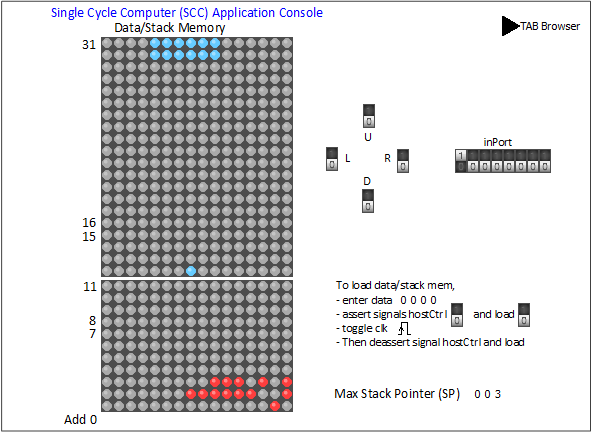 Single Cycle Computer (SCC) Application Console
Data/Stack Memory
TAB Browser
31
0
U
inPort
0 L R 0
1
0 0 0 0 0 0 0
D
0
16
15
11
To load data/stack mem,
- enter data 0 0 0 0
- assert signals hostCtrl 0 and load 0
- toggle clk
- Then deassert signal hostCtrl and load
8
7
Max Stack Pointer (SP) 0 0 3
Add 0